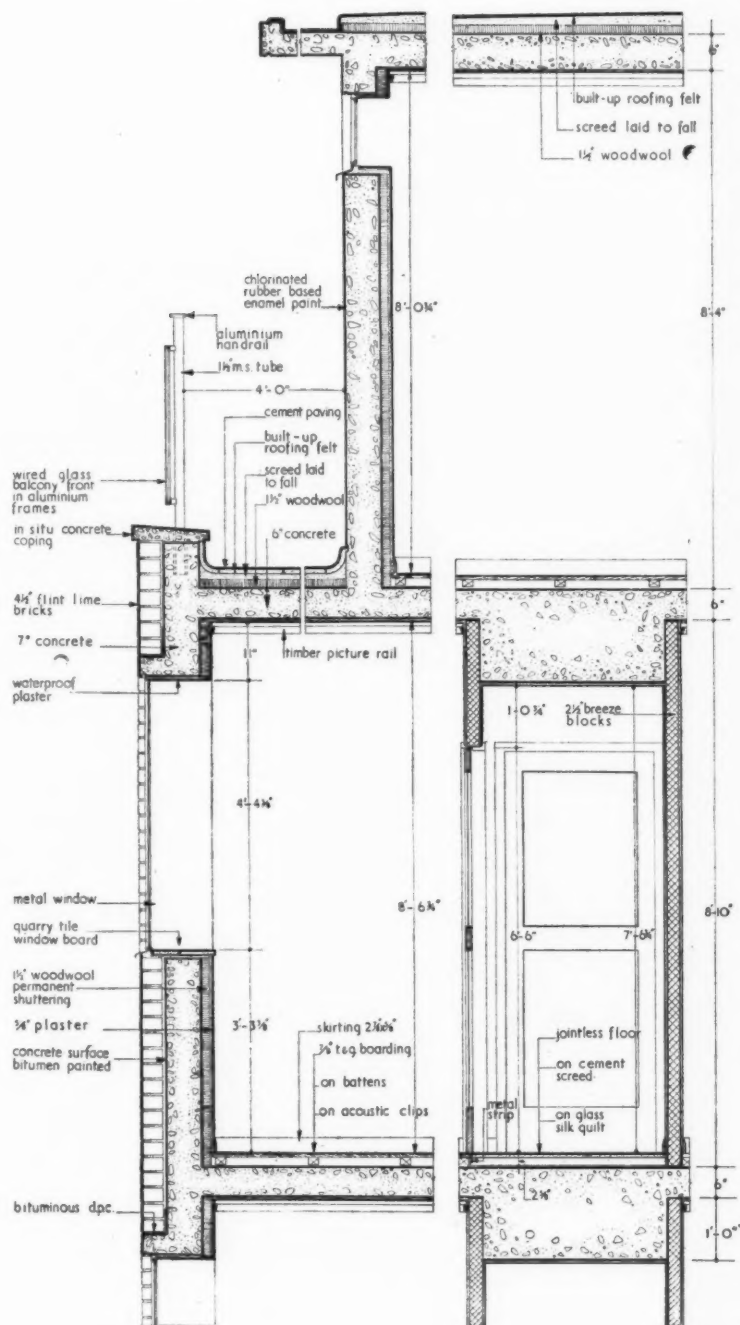 built-up roofing felt
screed laid to fall
1½" woodwool
6"
8'-4"
chlorinated
rubber based
enamel paint
8'-0¼"
aluminium
handrail
1½" m.s. tube
4'-0"
cement paving
built-up
roofing felt
screed laid
to fall
1½" woodwool
6" concrete
wired glass
balcony front
in aluminium
frames
in situ concrete
coping
4½" flint lime
bricks
7" concrete
waterproof
plaster
11"
timber picture rail
6"
1'-0¾"
2½" breeze
blocks
4'-4⅜"
8'-6¾"
6'-6"
7'-6¾"
8'-10"
metal window
quarry tile
window board
1½" woodwool
permanent
shuttering
¾" plaster
concrete surface
bitumen painted
3'-3⅛"
skirting
⅞" t&g boarding
on battens
on acoustic clips
jointless floor
on cement
screed
metal
strip
on glass
silk quilt
2⅛"
6"
1'-0"
bituminous d.p.c.